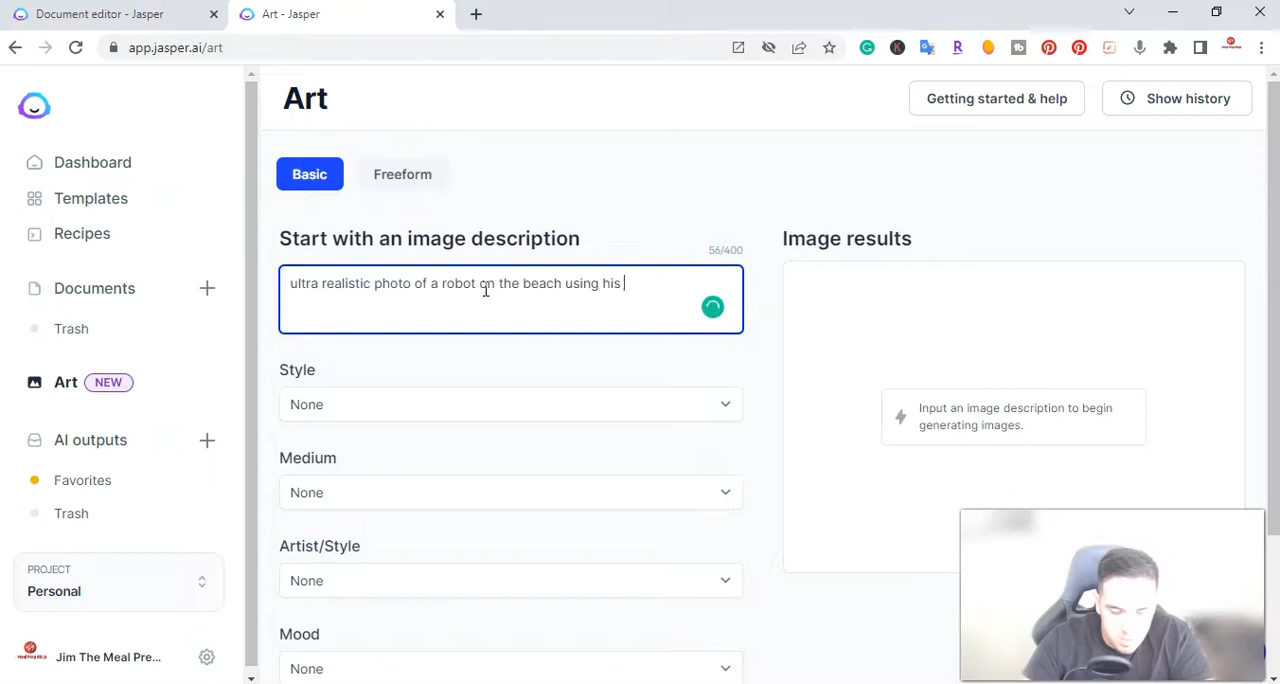 Document editor - Jasper
Art - Jasper
app.jasper.ai/art
Art
Getting started & help
Show history
Dashboard
Templates
Recipes
Documents
Trash
Art NEW
AI outputs
Favorites
Trash
PROJECT
Personal
Jim The Meal Pre...
Basic
Freeform
Start with an image description
56/400
ultra realistic photo of a robot on the beach using his
Style
None
Medium
None
Artist/Style
None
Mood
None
Image results
Input an image description to begin
generating images.